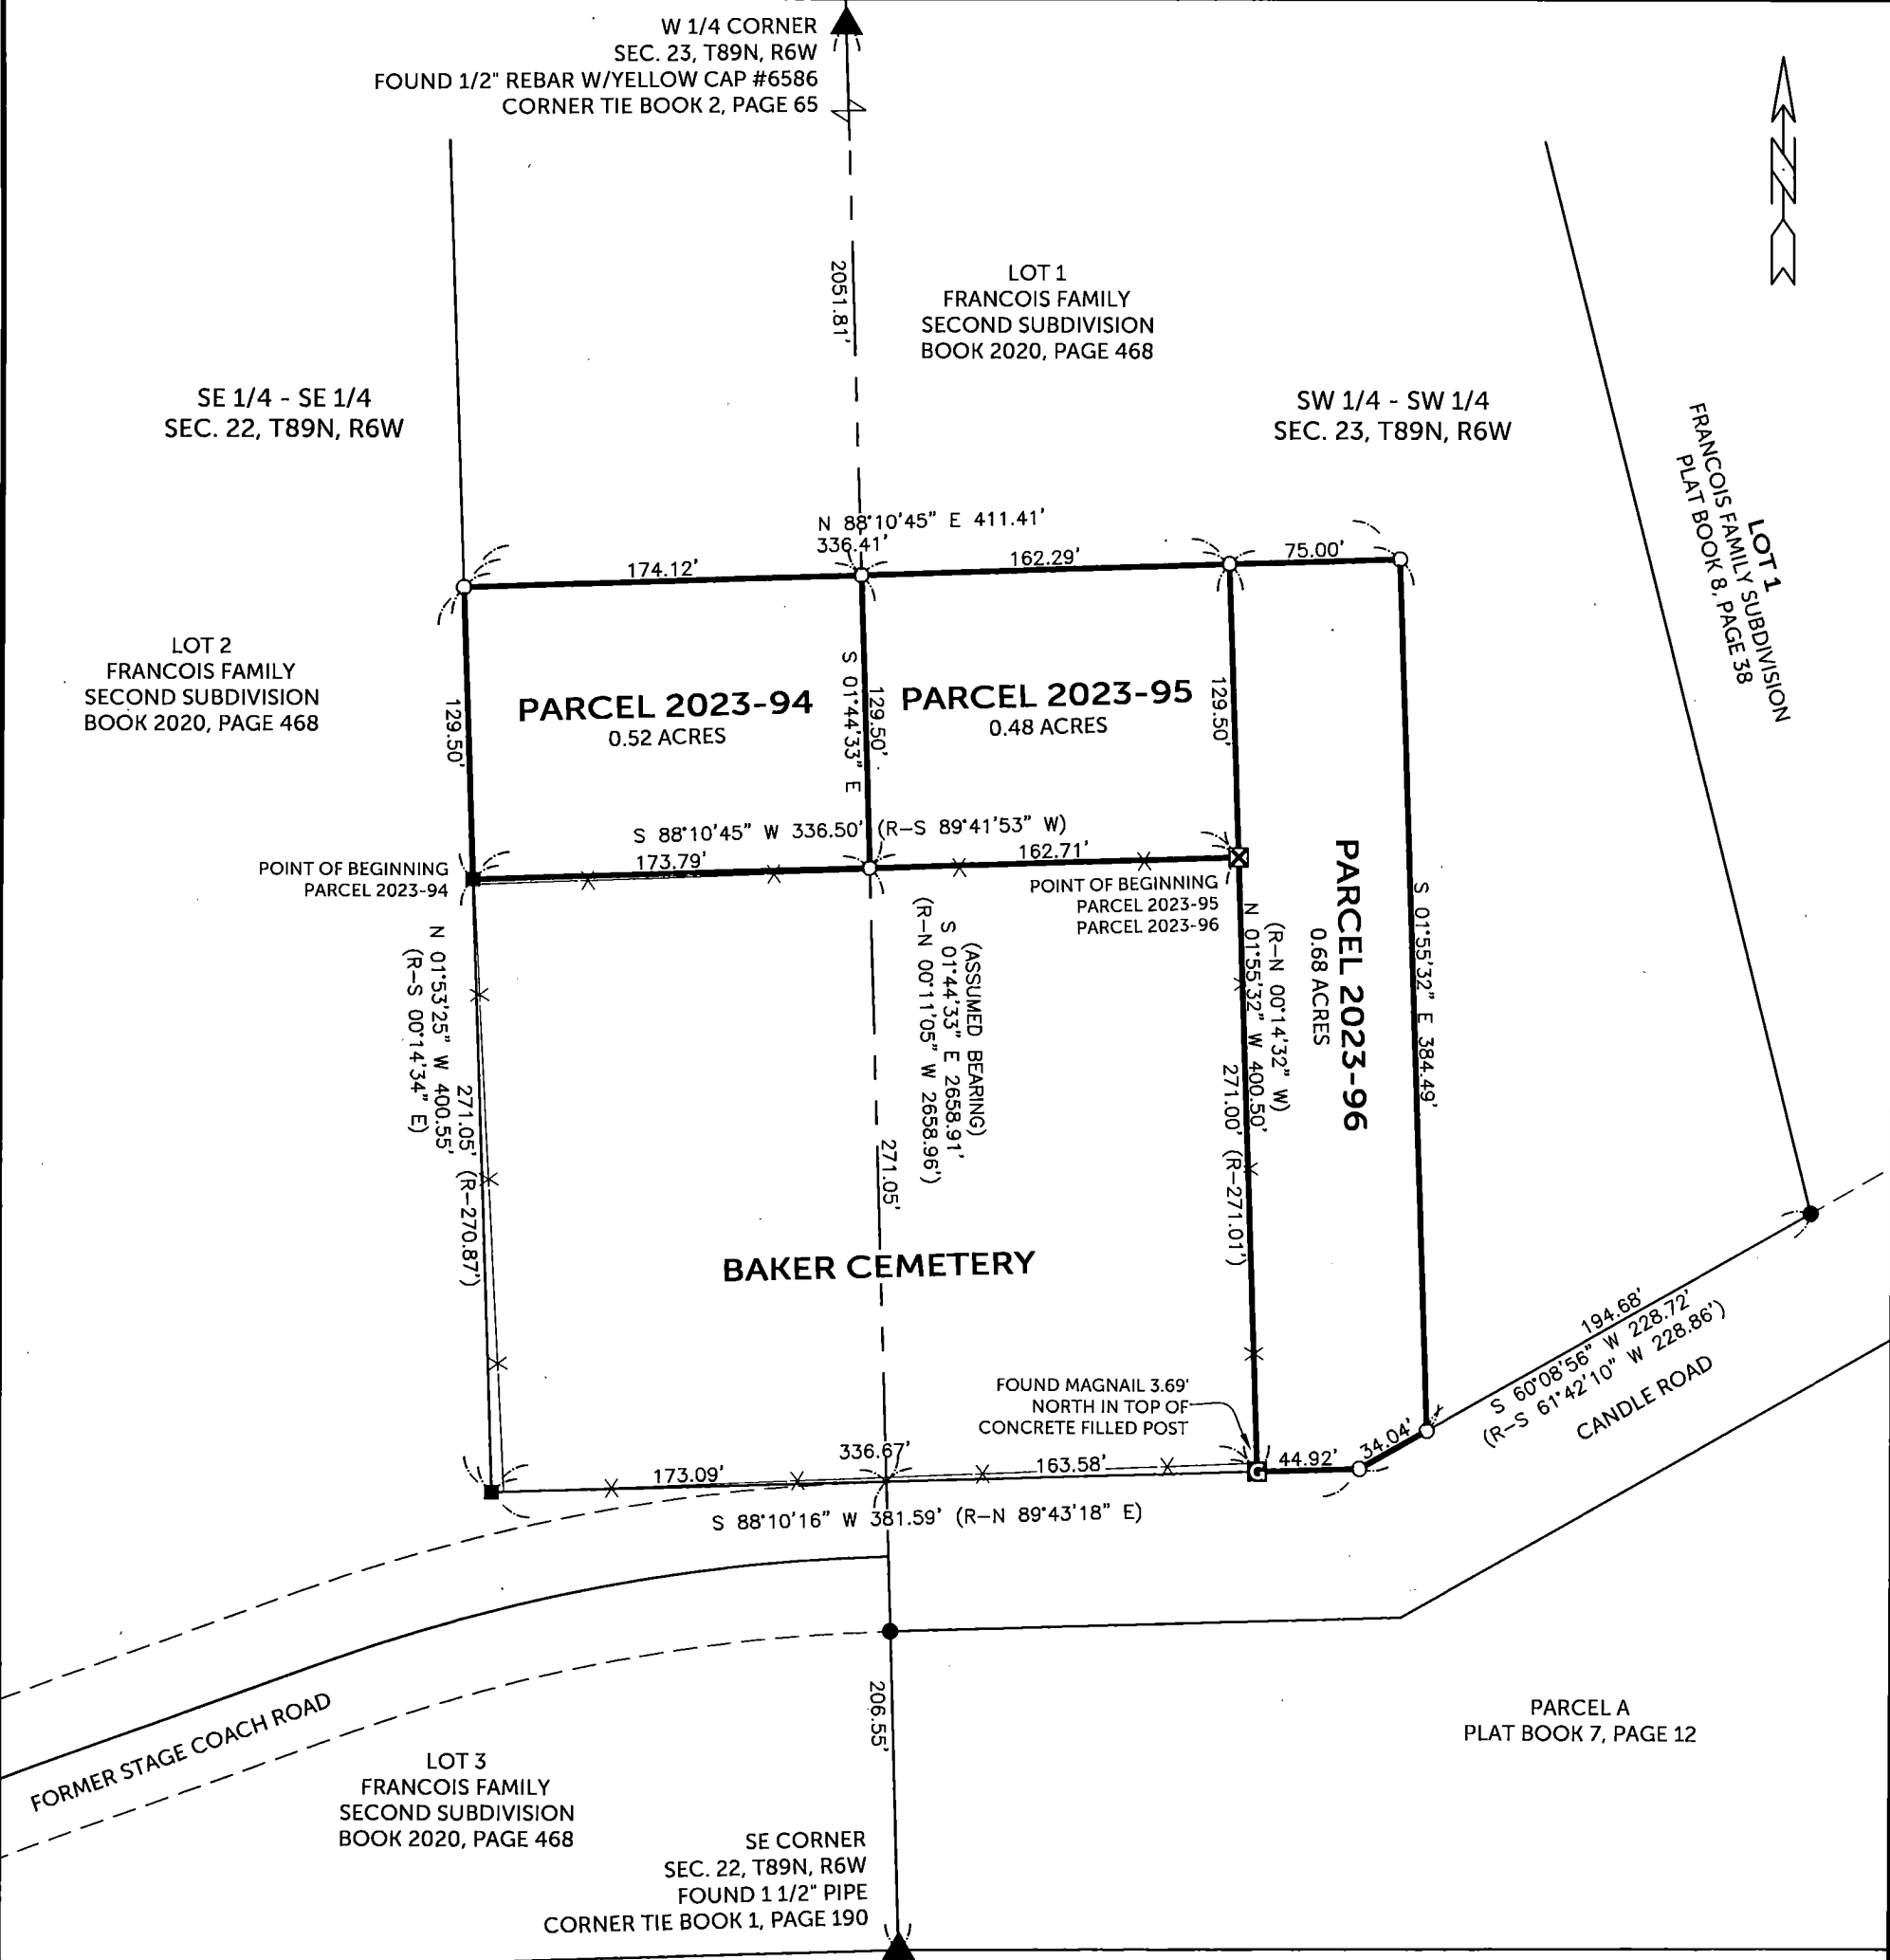 W 1/4 CORNER
SEC. 23, T89N, R6W
FOUND 1/2" REBAR W/YELLOW CAP #6586
CORNER TIE BOOK 2, PAGE 65
N
2051.81'
LOT 1
FRANCOIS FAMILY
SECOND SUBDIVISION
BOOK 2020, PAGE 468
SE 1/4 - SE 1/4
SEC. 22, T89N, R6W
SW 1/4 - SW 1/4
SEC. 23, T89N, R6W
LOT 1
FRANCOIS FAMILY SUBDIVISION
PLAT BOOK 8, PAGE 38
N 88°10'45" E 411.41'
336.41'
174.12'
162.29'
75.00'
LOT 2
FRANCOIS FAMILY
SECOND SUBDIVISION
BOOK 2020, PAGE 468
129.50'
PARCEL 2023-94
0.52 ACRES
S 01°44'33" E
129.50'
PARCEL 2023-95
0.48 ACRES
129.50'
S 88°10'45" W 336.50' (R-S 89°41'53" W)
173.79'
162.71'
POINT OF BEGINNING
PARCEL 2023-94
POINT OF BEGINNING
PARCEL 2023-95
PARCEL 2023-96
PARCEL 2023-96
0.68 ACRES
S 01°55'32" E 384.49'
N 01°53'25" W 400.55'
(R-S 00°14'34" E)
271.05' (R-270.87')
(ASSUMED BEARING)
S 01°44'33" E 2658.91'
(R-N 00°11'05" W 2658.96')
271.05'
(R-N 00°14'32" W)
N 01°55'32" W 400.50'
271.00' (R-271.01')
BAKER CEMETERY
194.68'
S 60°08'56" W 228.72'
(R-S 61°42'10" W 228.86')
CANDLE ROAD
FOUND MAGNAIL 3.69'
NORTH IN TOP OF
CONCRETE FILLED POST
336.67'
173.09'
163.58'
G
44.92'
34.04'
S 88°10'16" W 381.59' (R-N 89°43'18" E)
206.55'
FORMER STAGE COACH ROAD
PARCEL A
PLAT BOOK 7, PAGE 12
LOT 3
FRANCOIS FAMILY
SECOND SUBDIVISION
BOOK 2020, PAGE 468
SE CORNER
SEC. 22, T89N, R6W
FOUND 1 1/2" PIPE
CORNER TIE BOOK 1, PAGE 190